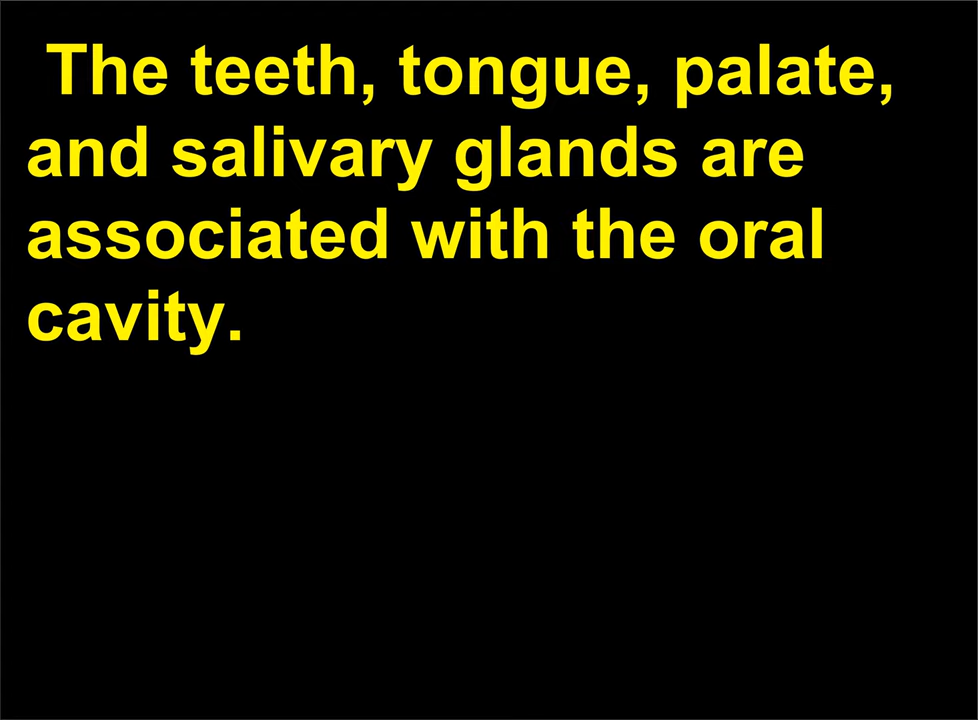 The teeth, tongue, palate,
and salivary glands are
associated with the oral
cavity.